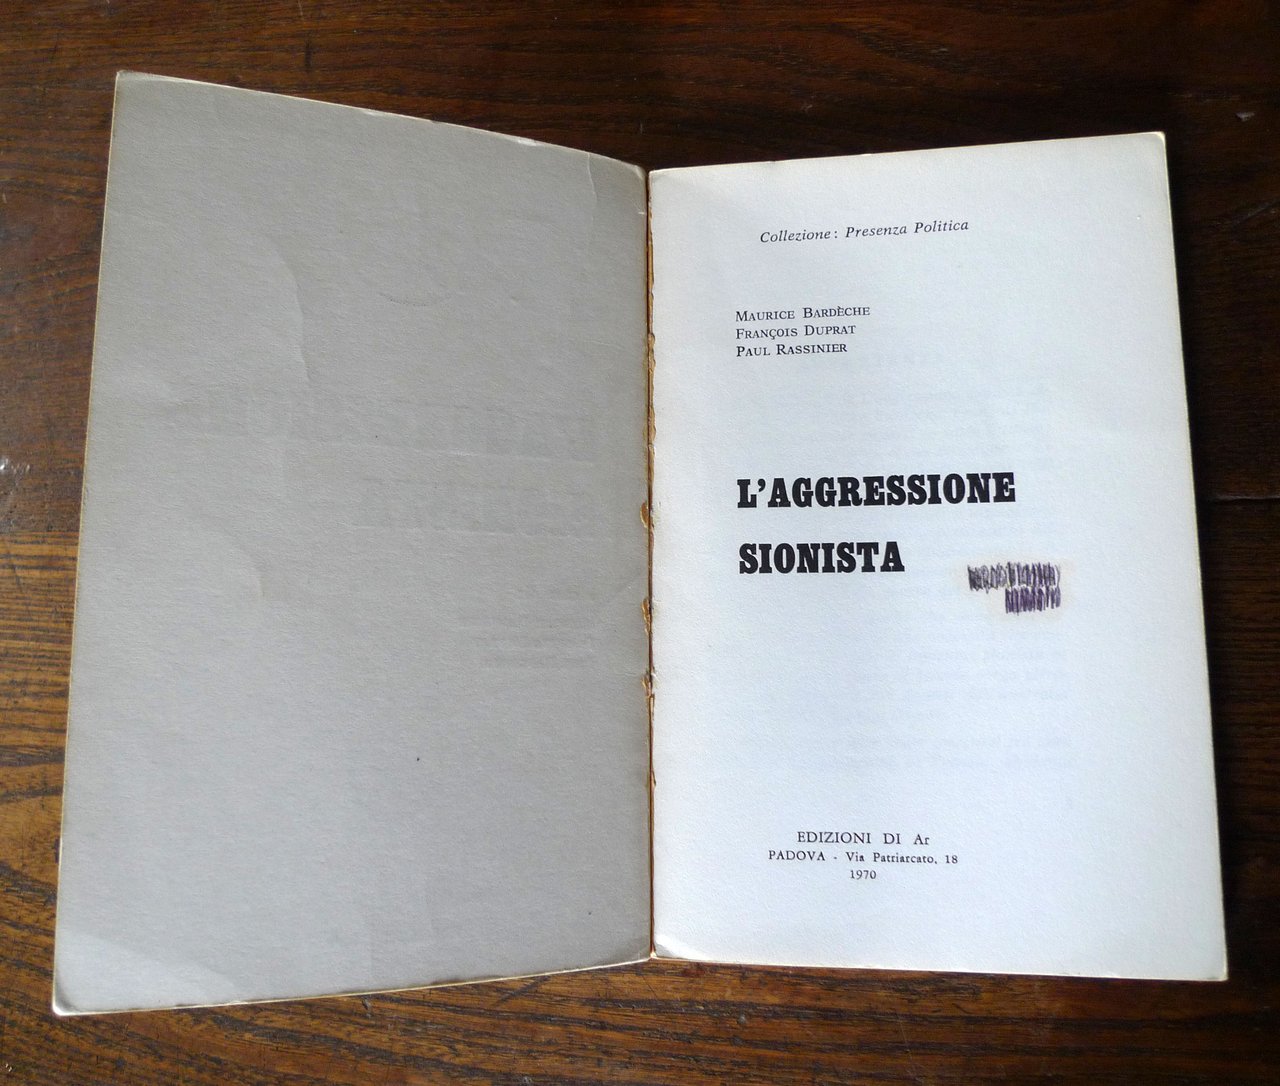 Collezione: Presenza Politica
MAURICE BARDÈCHE
FRANÇOIS DUPRAT
PAUL RASSINIER
L'AGGRESSIONE
SIONISTA
EDIZIONI DI Ar
PADOVA - Via Patriarcato, 18
1970